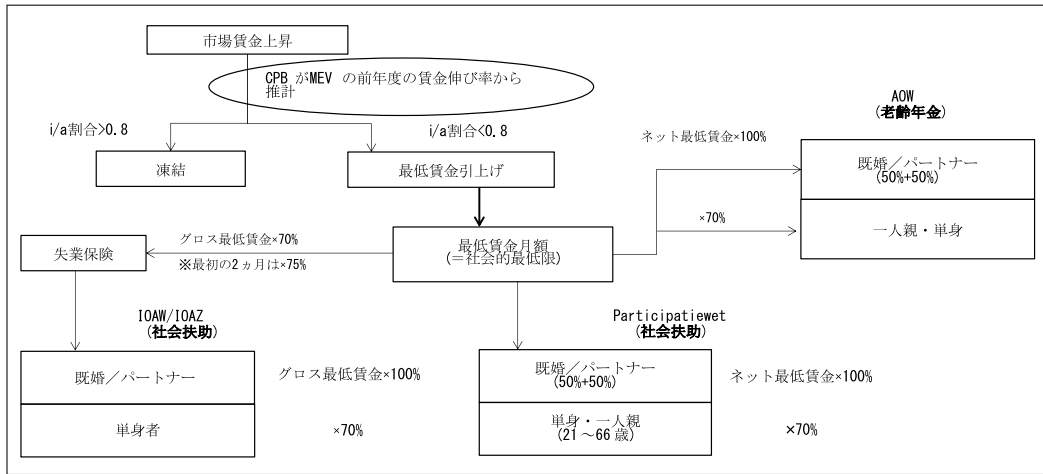 市場賃金上昇
CPB がMEV の前年度の賃金伸び率から
推計
i/a割合>0.8
i/a割合<0.8
凍結
最低賃金引上げ
AOW
(老齢年金)
ネット最低賃金×100%
既婚／パートナー
(50%+50%)
×70%
一人親・単身
失業保険
グロス最低賃金×70%
※最初の2ヵ月は×75%
最低賃金月額
(＝社会的最低限)
IOAW/IOAZ
(社会扶助)
既婚／パートナー
グロス最低賃金×100%
単身者
×70%
Participatiewet
(社会扶助)
既婚／パートナー
(50%+50%)
ネット最低賃金×100%
単身・一人親
(21～66歳)
×70%